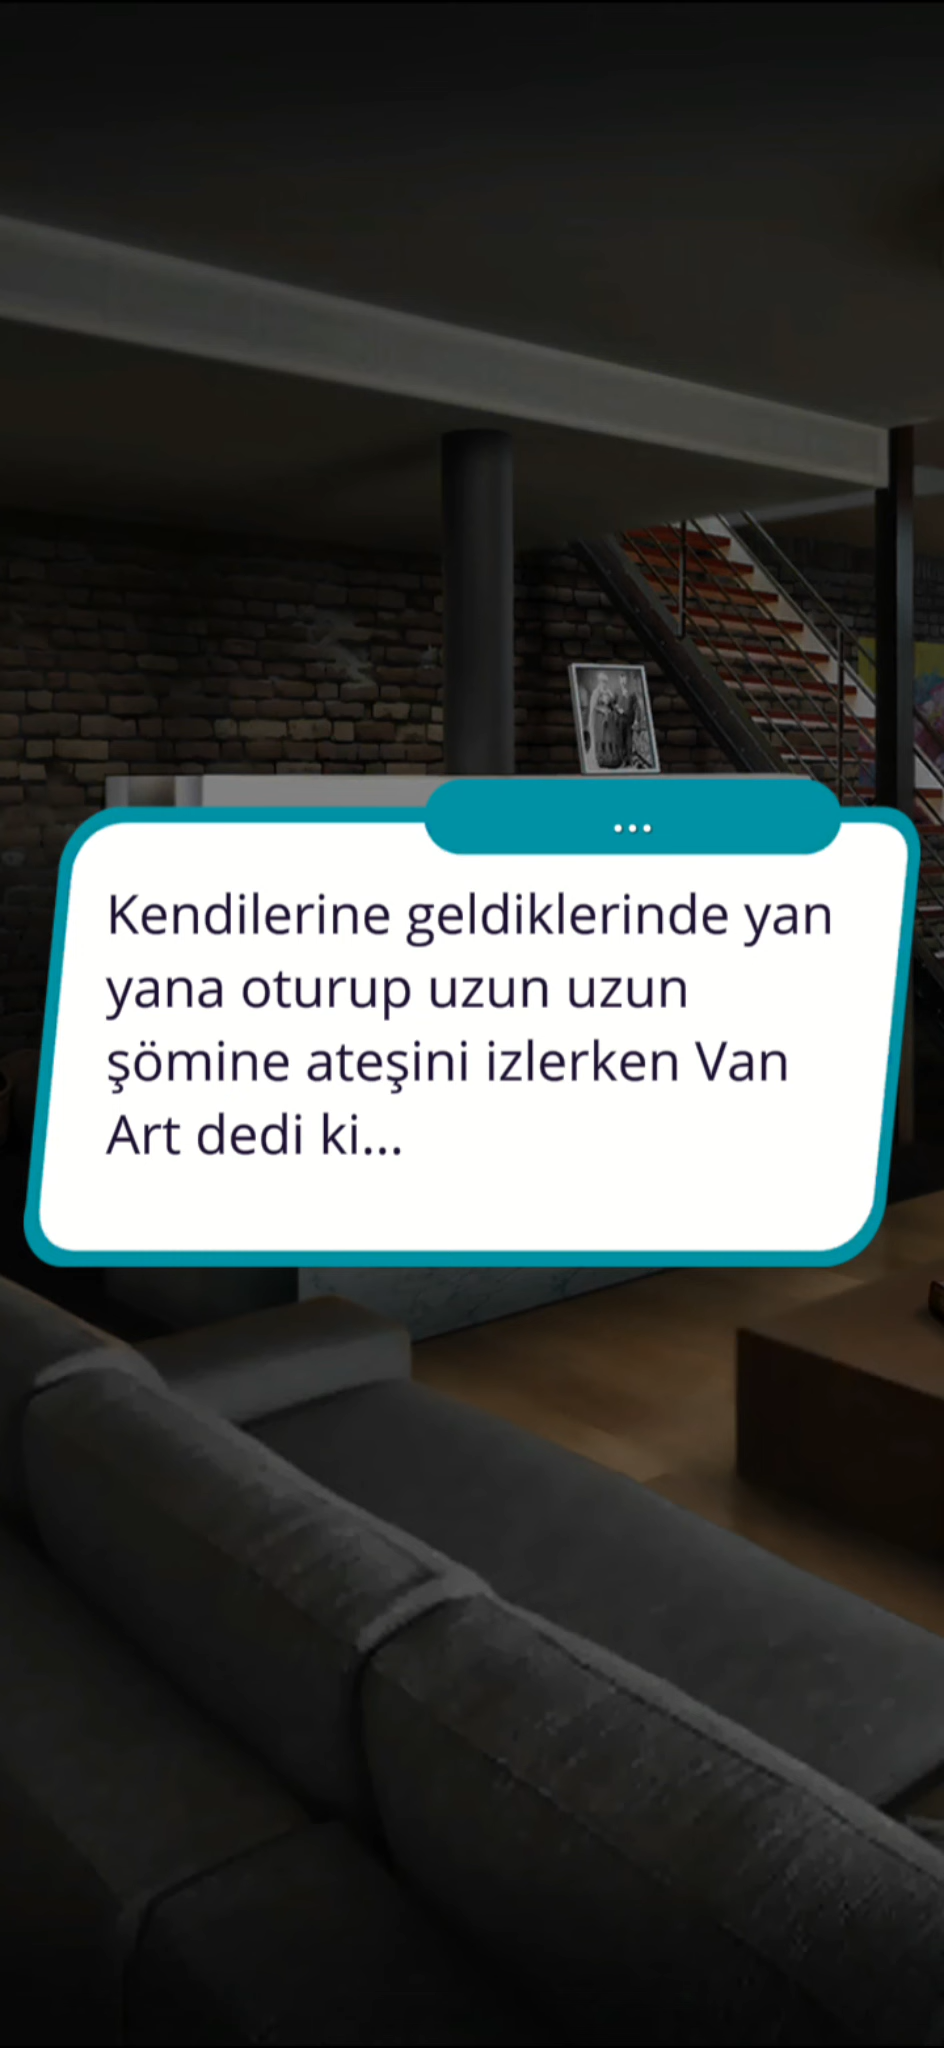 ...
Kendilerine geldiklerinde yan
yana oturup uzun uzun
şömine ateşini izlerken Van
Art dedi ki...